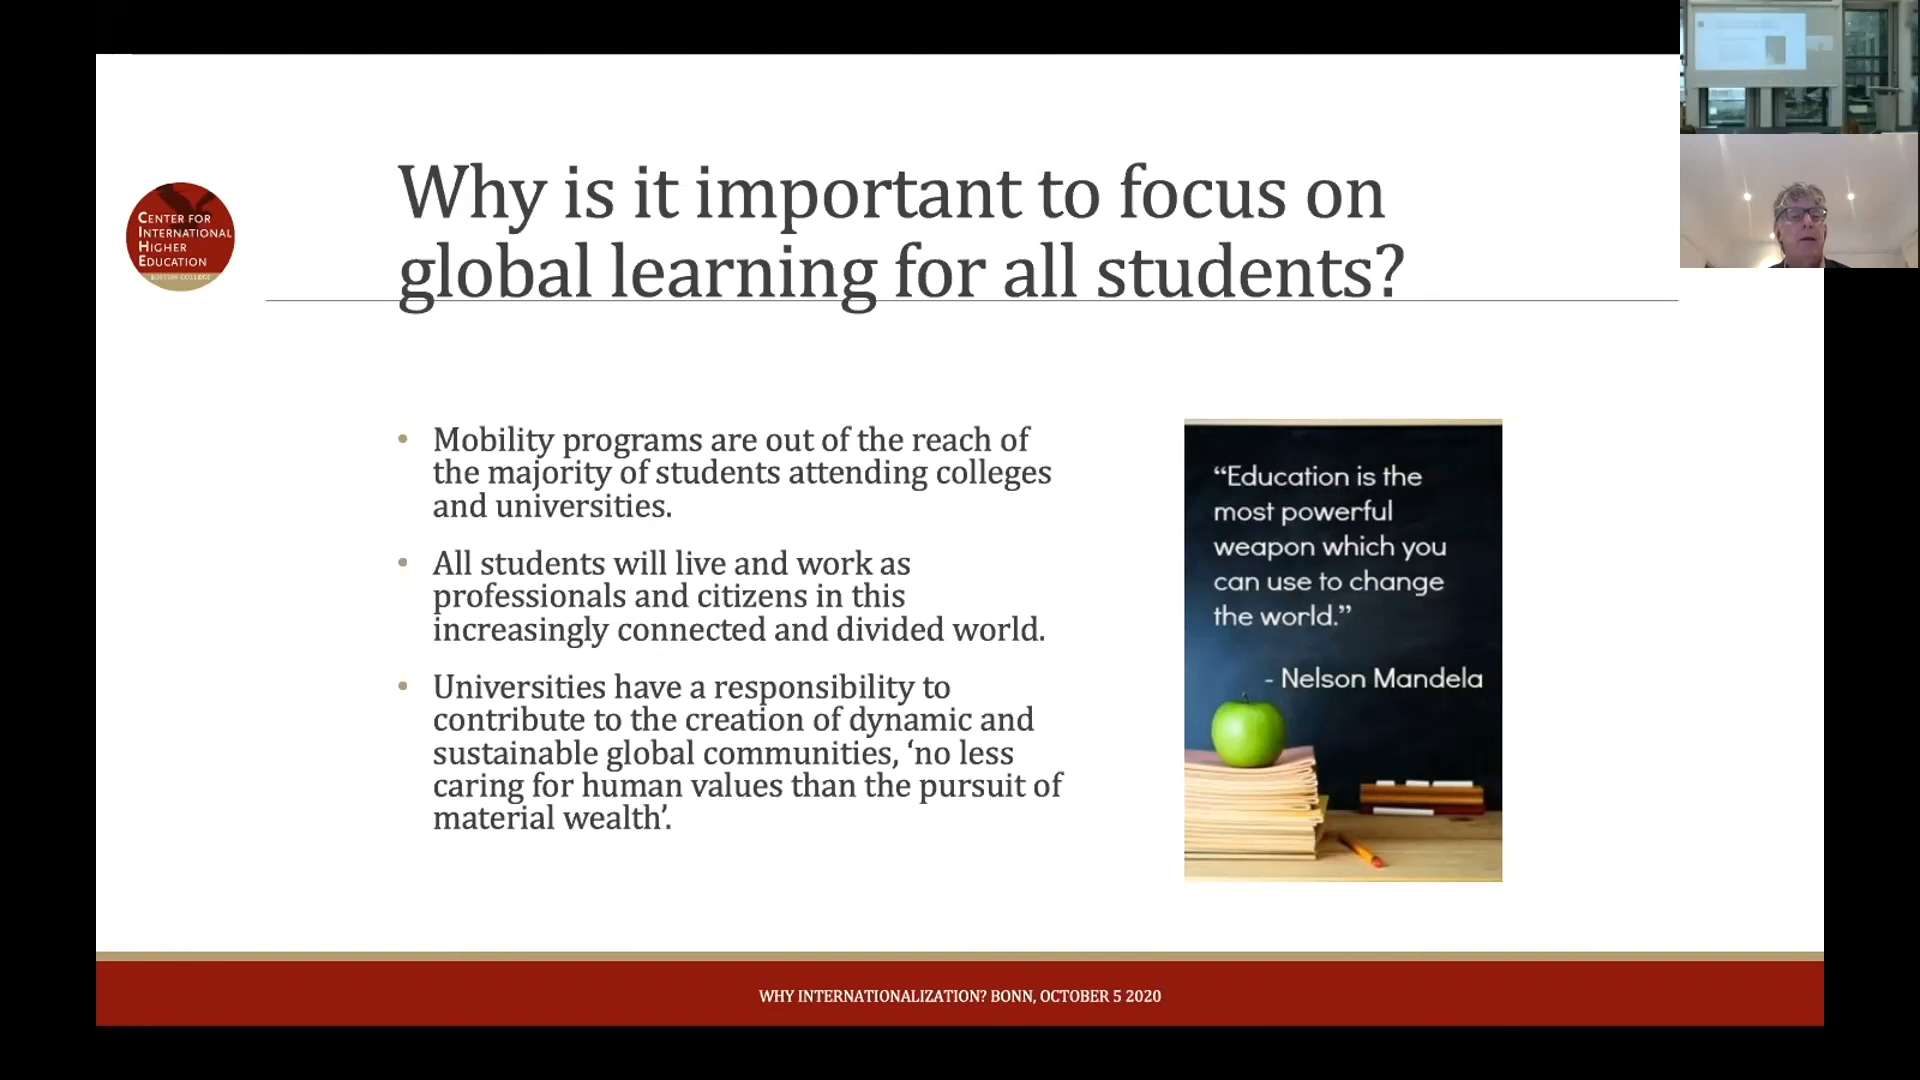 CENTER FOR
INTERNATIONAL
HIGHER
EDUCATION
BOSTON COLLEGE
Why is it important to focus on
global learning for all students?
• Mobility programs are out of the reach of
the majority of students attending colleges
and universities.
• All students will live and work as
professionals and citizens in this
increasingly connected and divided world.
• Universities have a responsibility to
contribute to the creation of dynamic and
sustainable global communities, ‘no less
caring for human values than the pursuit of
material wealth’.
“Education is the
most powerful
weapon which you
can use to change
the world.”
- Nelson Mandela
WHY INTERNATIONALIZATION? BONN, OCTOBER 5 2020